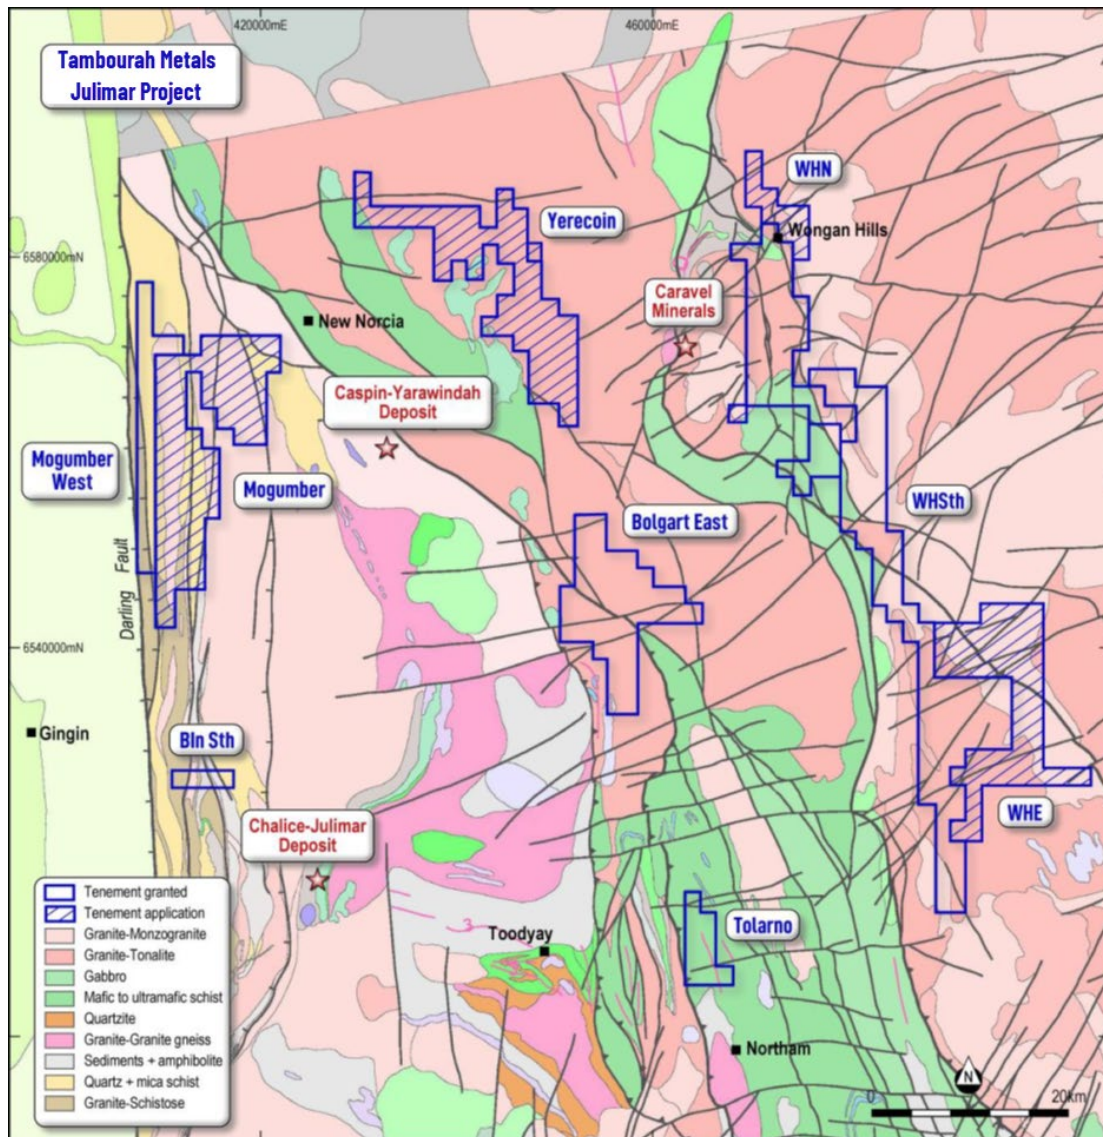 420000mE
460000mE
Tambourah Metals
Julimar Project
WHN
Yerecoin
Wongan Hills
6580000mN
Caravel
Minerals
New Norcia
Caspin-Yarawindah
Deposit
Mogumber
West
Mogumber
WHSth
Bolgart East
Darling Fault
6540000mN
Gingin
Bln Sth
Chalice-Julimar
Deposit
WHE
Tenement granted
Tenement application
Granite-Monzogranite
Granite-Tonalite
Gabbro
Mafic to ultramafic schist
Quartzite
Granite-Granite gneiss
Sediments + amphibolite
Quartz + mica schist
Granite-Schistose
Toodyay
Tolarno
Northam
N
0
20km